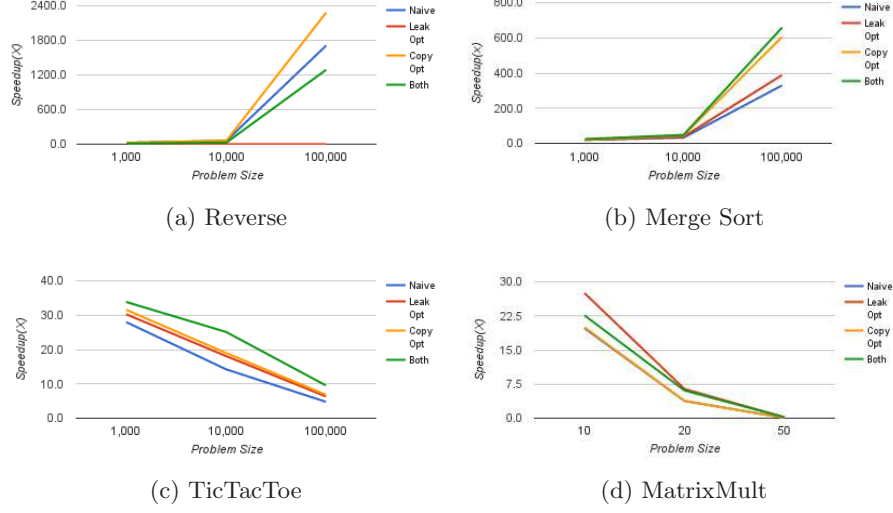 2400.0
1800.0
1200.0
600.0
0.0
Speedup(X)
1,000 10,000 100,000
Problem Size
Naive
Leak
Opt
Copy
Opt
Both
(a) Reverse
800.0
600.0
400.0
200.0
0.0
Speedup(X)
1,000 10,000 100,000
Problem Size
Naive
Leak
Opt
Copy
Opt
Both
(b) Merge Sort
40.0
30.0
20.0
10.0
0.0
Speedup(X)
1,000 10,000 100,000
Problem Size
Naive
Leak
Opt
Copy
Opt
Both
(c) TicTacToe
30.0
22.5
15.0
7.5
0.0
Speedup(X)
10 20 50
Problem Size
Naive
Leak
Opt
Copy
Opt
Both
(d) MatrixMult